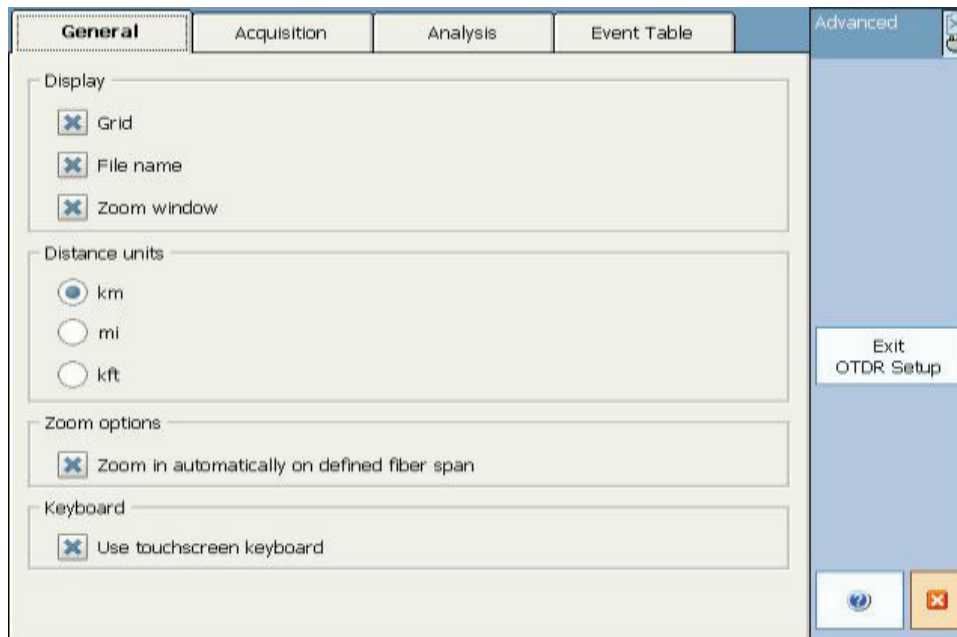 General
Acquisition
Analysis
Event Table
Advanced
Display
Grid
File name
Zoom window
Distance units
km
mi
kft
Exit
OTDR Setup
Zoom options
Zoom in automatically on defined fiber span
Keyboard
Use touchscreen keyboard